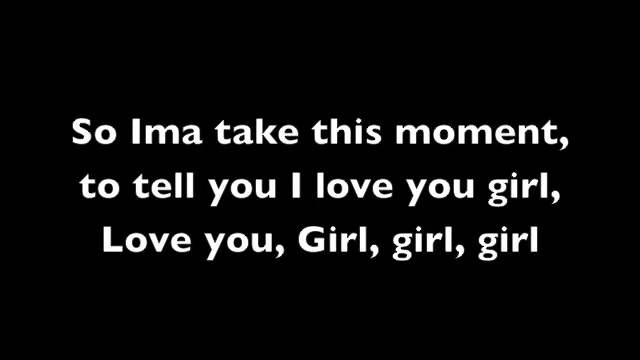 So Ima take this moment,
to tell you I love you girl,
Love you, Girl, girl, girl